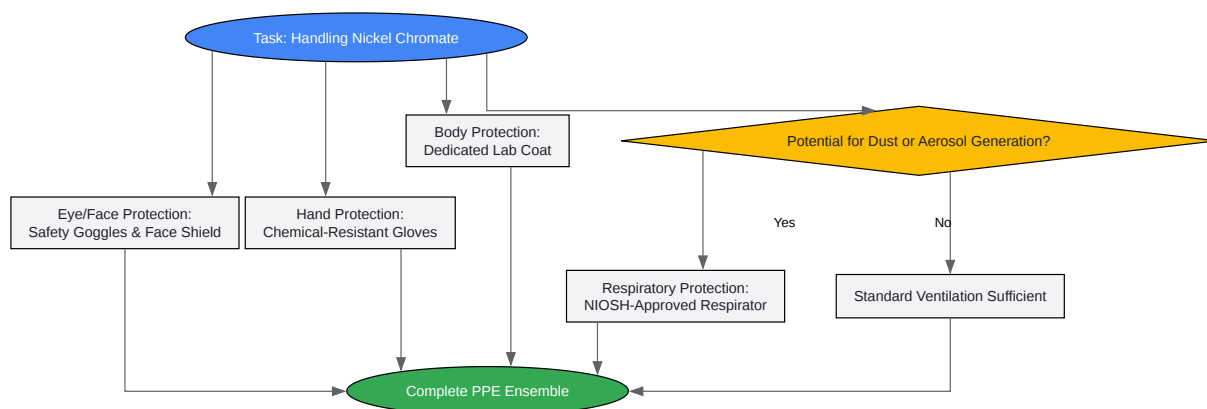 Task: Handling Nickel Chromate
Body Protection:
Dedicated Lab Coat
Potential for Dust or Aerosol Generation?
Eye/Face Protection:
Safety Goggles & Face Shield
Hand Protection:
Chemical-Resistant Gloves
Yes
No
Respiratory Protection:
NIOSH-Approved Respirator
Standard Ventilation Sufficient
Complete PPE Ensemble